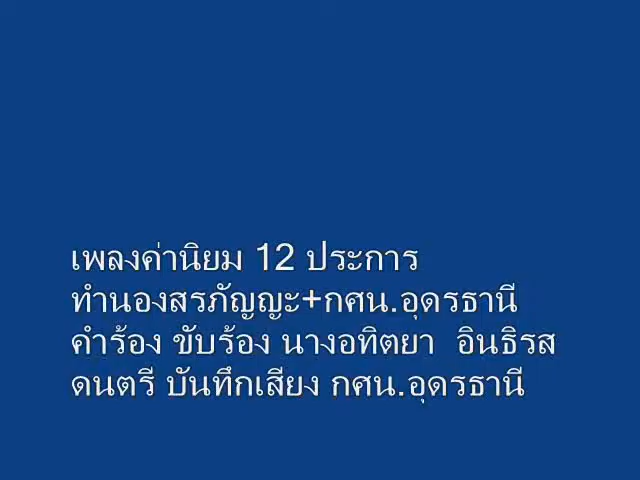 เพลงค่านิยม 12 ประการ
ทำนองสรภัญญะ+กศน.อุดรธานี
คำร้อง ขับร้อง นางอทิตยา อินธิรส
ดนตรี บันทึกเสียง กศน.อุดรธานี